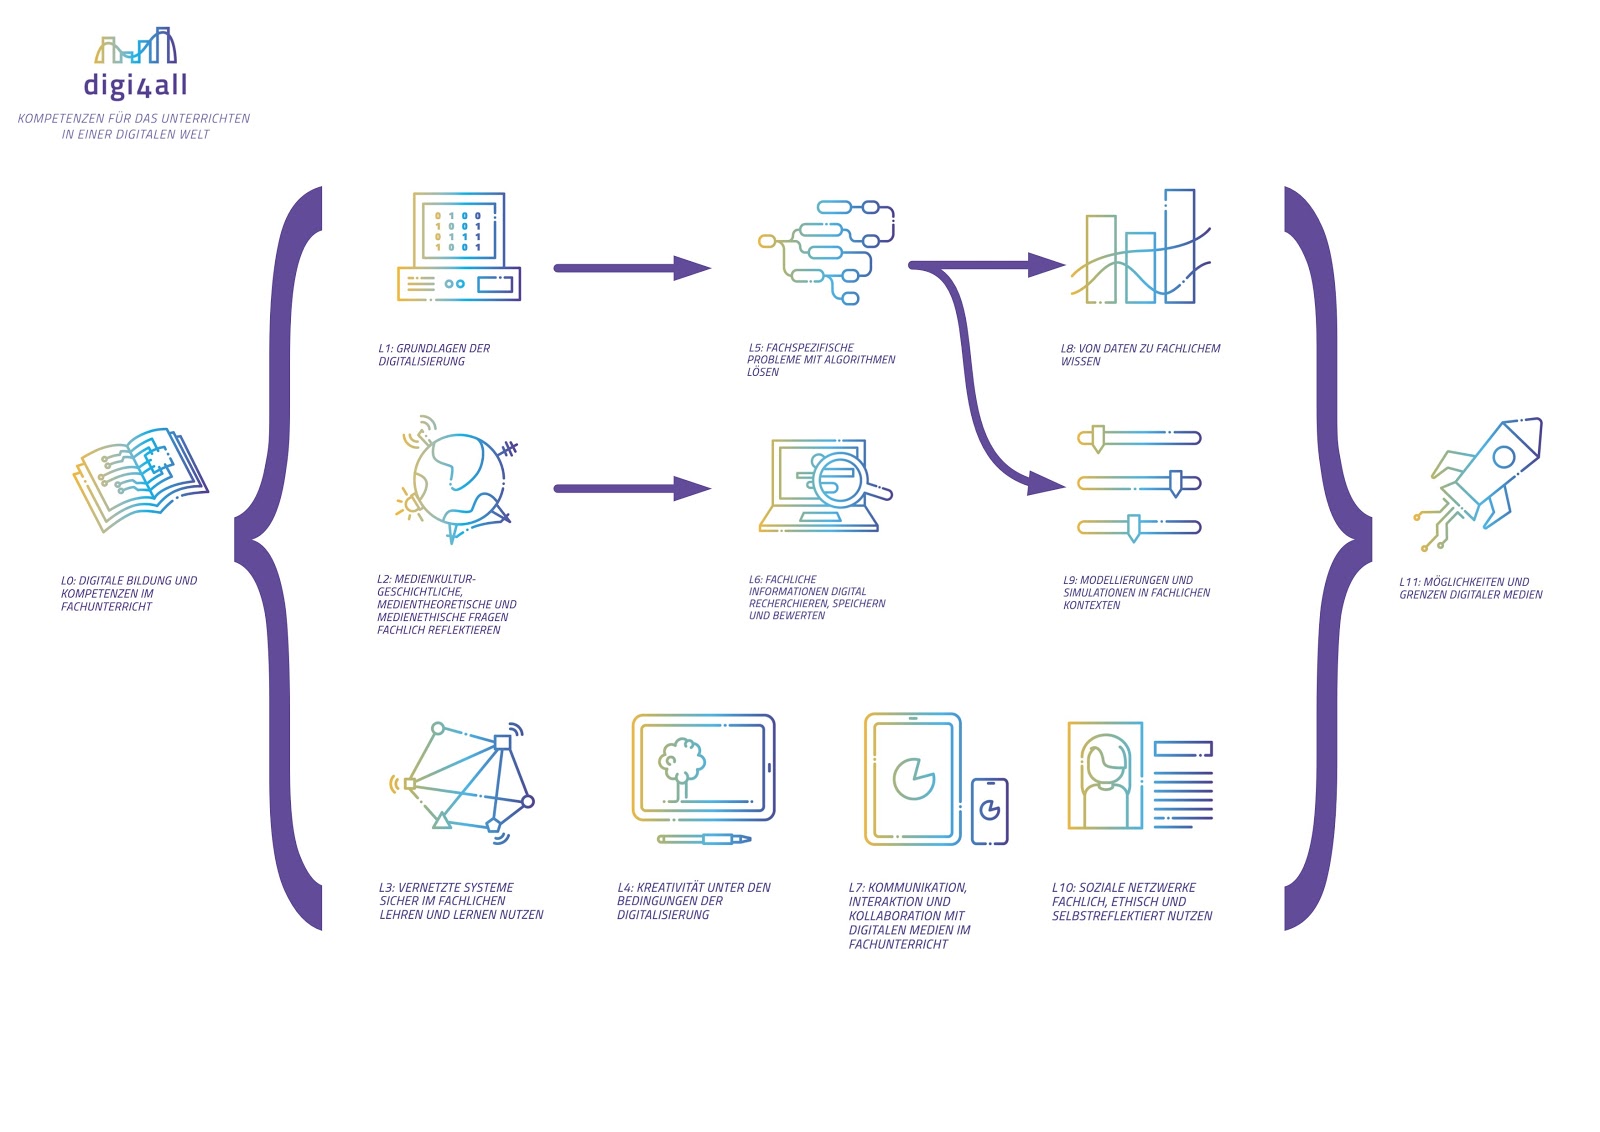 digi4all
KOMPETENZEN FÜR DAS UNTERRICHTEN
IN EINER DIGITALEN WELT
0 1 0 0
0 0 0 1
0 1 1 1
1 0 0 1
L1: GRUNDLAGEN DER
DIGITALISIERUNG
L5: FACHSPEZIFISCHE
PROBLEME MIT ALGORITHMEN
LÖSEN
L8: VON DATEN ZU FACHLICHEM
WISSEN
L0: DIGITALE BILDUNG UND
KOMPETENZEN IM
FACHUNTERRICHT
L2: MEDIENKULTUR-
GESCHICHTLICHE,
MEDIENTHEORETISCHE UND
MEDIENETHISCHE FRAGEN
FACHLICH REFLEKTIEREN
L6: FACHLICHE
INFORMATIONEN DIGITAL
RECHERCHIEREN, SPEICHERN
UND BEWERTEN
L9: MODELLIERUNGEN UND
SIMULATIONEN IN FACHLICHEN
KONTEXTEN
L11: MÖGLICHKEITEN UND
GRENZEN DIGITALER MEDIEN
L3: VERNETZTE SYSTEME
SICHER IM FACHLICHEN
LEHREN UND LERNEN NUTZEN
L4: KREATIVITÄT UNTER DEN
BEDINGUNGEN DER
DIGITALISIERUNG
L7: KOMMUNIKATION,
INTERAKTION UND
KOLLABORATION MIT
DIGITALEN MEDIEN IM
FACHUNTERRICHT
L10: SOZIALE NETZWERKE
FACHLICH, ETHISCH UND
SELBSTREFLEKTIERT NUTZEN